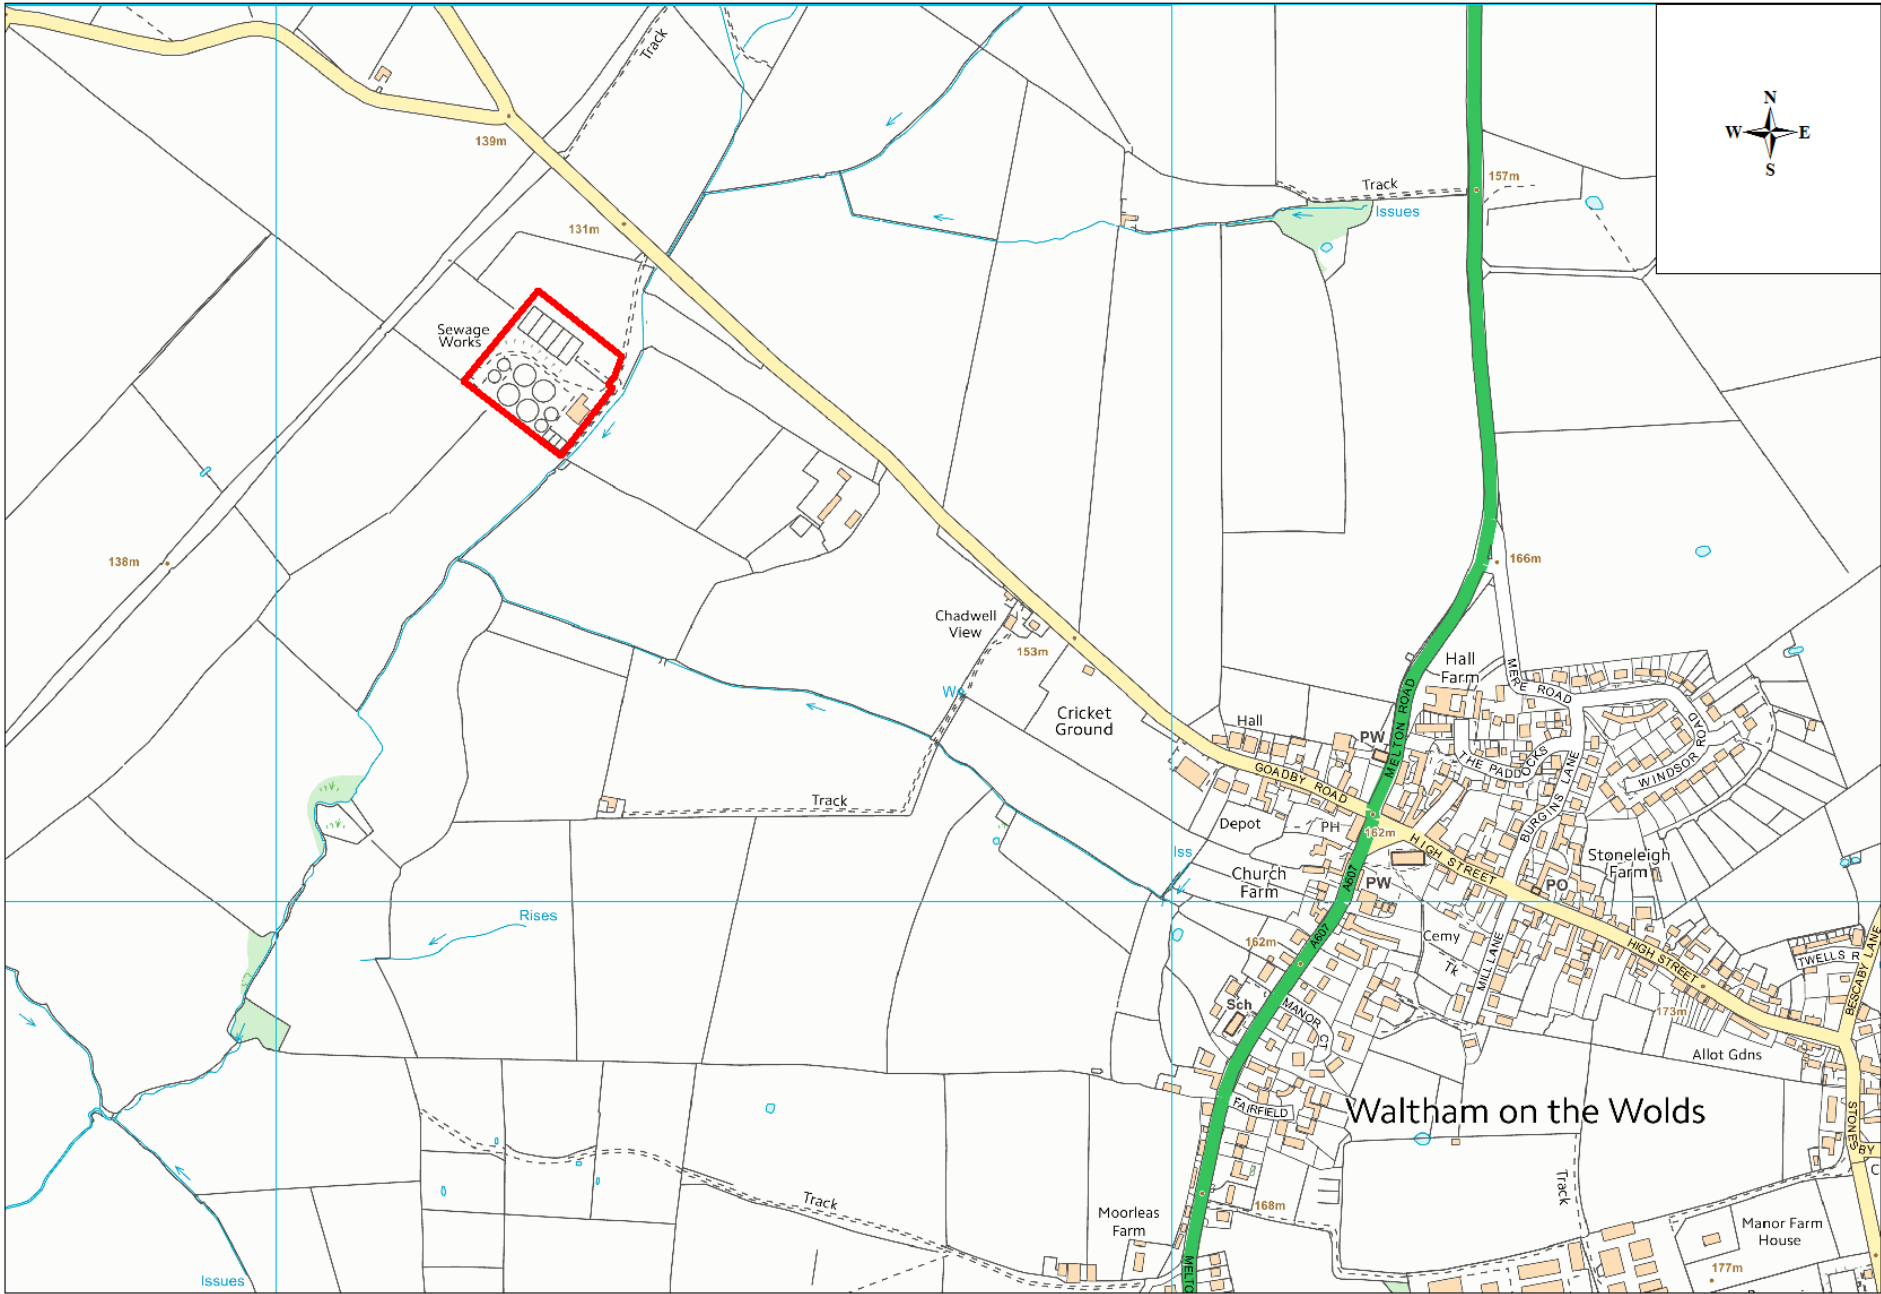 Track
N
W
E
S
139m
Track
157m
Issues
131m
Sewage
Works
138m
166m
Chadwell
View
153m
Hall
Farm
MERE ROAD
MELTON ROAD
W
Cricket
Ground
Hall
PW
THE PADDOCKS
WINDSOR ROAD
GOADBY ROAD
BURGINS LANE
Track
Depot
PH
162m
HIGH STREET
Iss
Stoneleigh
Farm
Church
Farm
PW
A607
PO
Rises
162m
A607
Cemy
Tk
MILL LANE
HIGH STREET
TWELLS R
BESCABY LANE
Sch
MANOR
CT
173m
Allot Gdns
FAIRFIELD
Waltham on the Wolds
STONES
BY
C
Track
Track
Moorleas
Farm
168m
Manor Farm
House
177m
Issues
MELTO